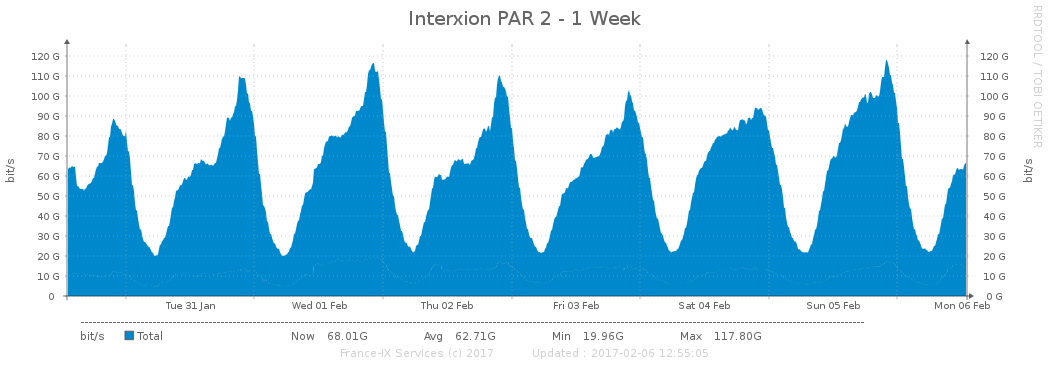 Interxion PAR 2 - 1 Week
RRDTOOL / TOBI OETIKER
120 G 120 G
110 G 110 G
100 G 100 G
90 G 90 G
80 G 80 G
70 G 70 G
60 G 60 G
50 G 50 G
40 G 40 G
30 G 30 G
20 G 20 G
10 G 10 G
0 0 G
bit/s bit/s
Tue 31 Jan Wed 01 Feb Thu 02 Feb Fri 03 Feb Sat 04 Feb Sun 05 Feb Mon 06 Feb
bit/s Total Now 68.01G Avg 62.71G Min 19.96G Max 117.80G
France-IX Services (c) 2017 Updated : 2017-02-06 12:55:05